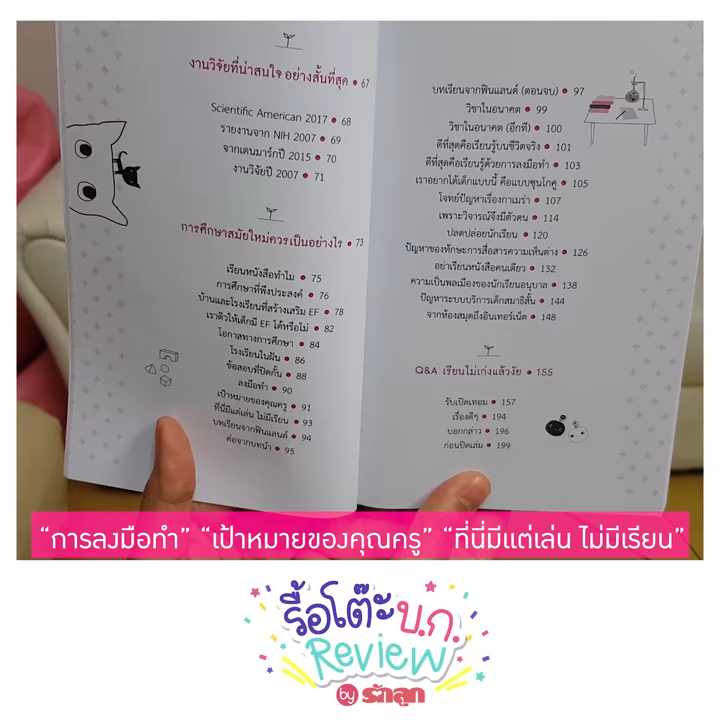 งานวิจัยที่น่าสนใจ อย่างสั้นที่สุด • 67
Scientific American 2017 • 68
รายงานจาก NIH 2007 • 69
จากเดนมาร์กปี 2015 • 70
งานวิจัยปี 2007 • 71
การศึกษาสมัยใหม่ควรเป็นอย่างไร • 73
เรียนหนังสือทำไม • 75
การศึกษาที่พึงประสงค์ • 76
บ้านและโรงเรียนที่สร้างเสริม EF • 78
เราติวให้เด็กมี EF ได้หรือไม่ • 82
โอกาสทางการศึกษา • 84
โรงเรียนในฝัน • 86
ข้อสอบที่ปิดกั้น • 88
ลงมือทำ • 90
เป้าหมายของคุณครู • 91
ที่นี่มีแต่เล่น ไม่มีเรียน • 93
บทเรียนจากฟินแลนด์ • 94
ต่อจากบทนำ • 95
บทเรียนจากฟินแลนด์ (ตอนจบ) • 97
วิชาในอนาคต • 99
วิชาในอนาคต (อีกที) • 100
ดีที่สุดคือเรียนรู้บนชีวิตจริง • 101
ดีที่สุดคือเรียนรู้ด้วยการลงมือทำ • 103
เราอยากได้เด็กแบบนี้ คือแบบซุนโกคู • 105
โจทย์ปัญหาเรื่องกาเมร่า • 107
เพราะวิจารณ์จึงมีตัวตน • 114
ปลดปล่อยนักเรียน • 120
ปัญหาของทักษะการสื่อสารความเห็นต่าง • 126
อย่าเรียนหนังสือคนเดียว • 132
ความเป็นพลเมืองของนักเรียนอนุบาล • 138
ปัญหาระบบบริการเด็กสมาธิสั้น • 144
จากห้องสมุดถึงอินเทอร์เน็ต • 148
Q&A เรียนไม่เก่งแล้วงัย • 155
รับเปิดเทอม • 157
เรื่องดีๆ • 194
บอกกล่าว • 196
ก่อนปิดเล่ม • 199
“การลงมือทำ” “เป้าหมายของคุณครู” “ที่นี่มีแต่เล่น ไม่มีเรียน”
รื้อโต๊ะบ.ก.
Review
by รักลูก